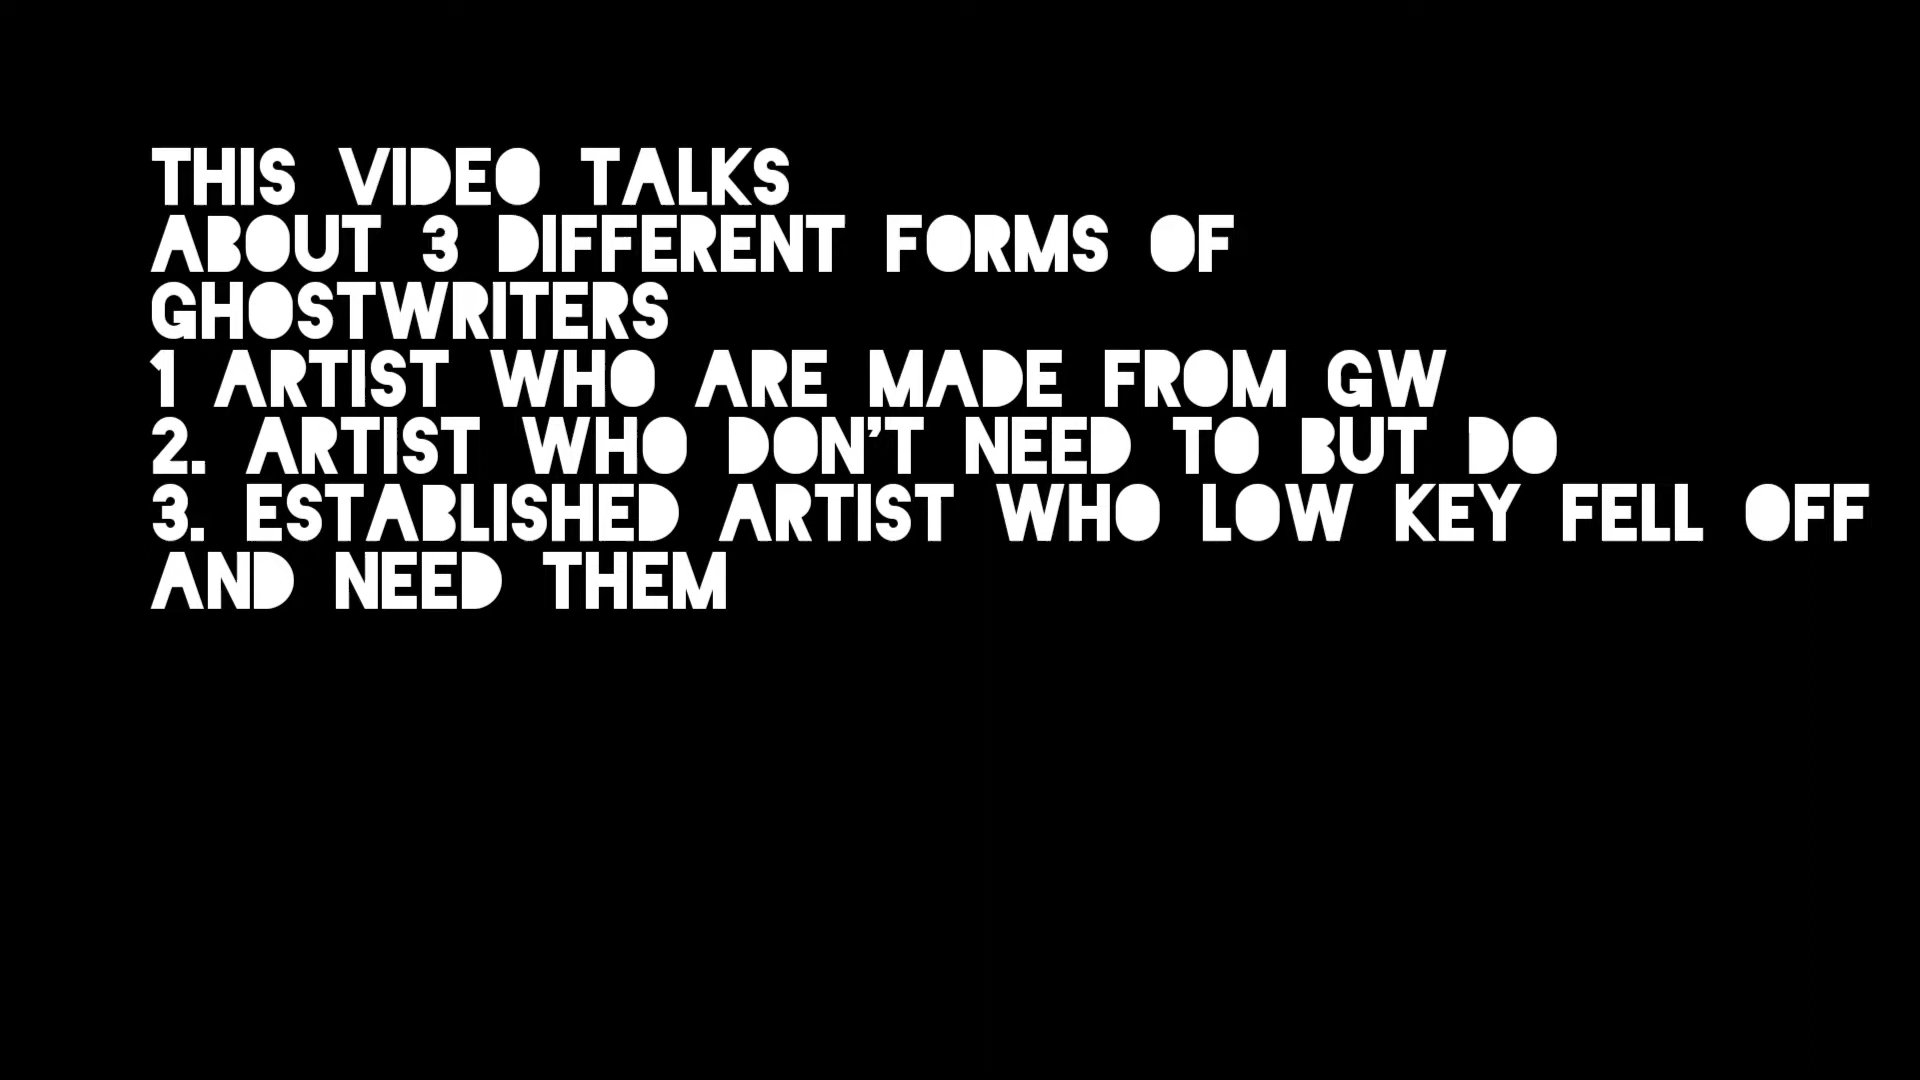 THIS VIDEO TALKS
ABOUT 3 DIFFERENT FORMS OF
GHOSTWRITERS
1 ARTIST WHO ARE MADE FROM GW
2. ARTIST WHO DON'T NEED TO BUT DO
3. ESTABLISHED ARTIST WHO LOW KEY FELL OFF
AND NEED THEM